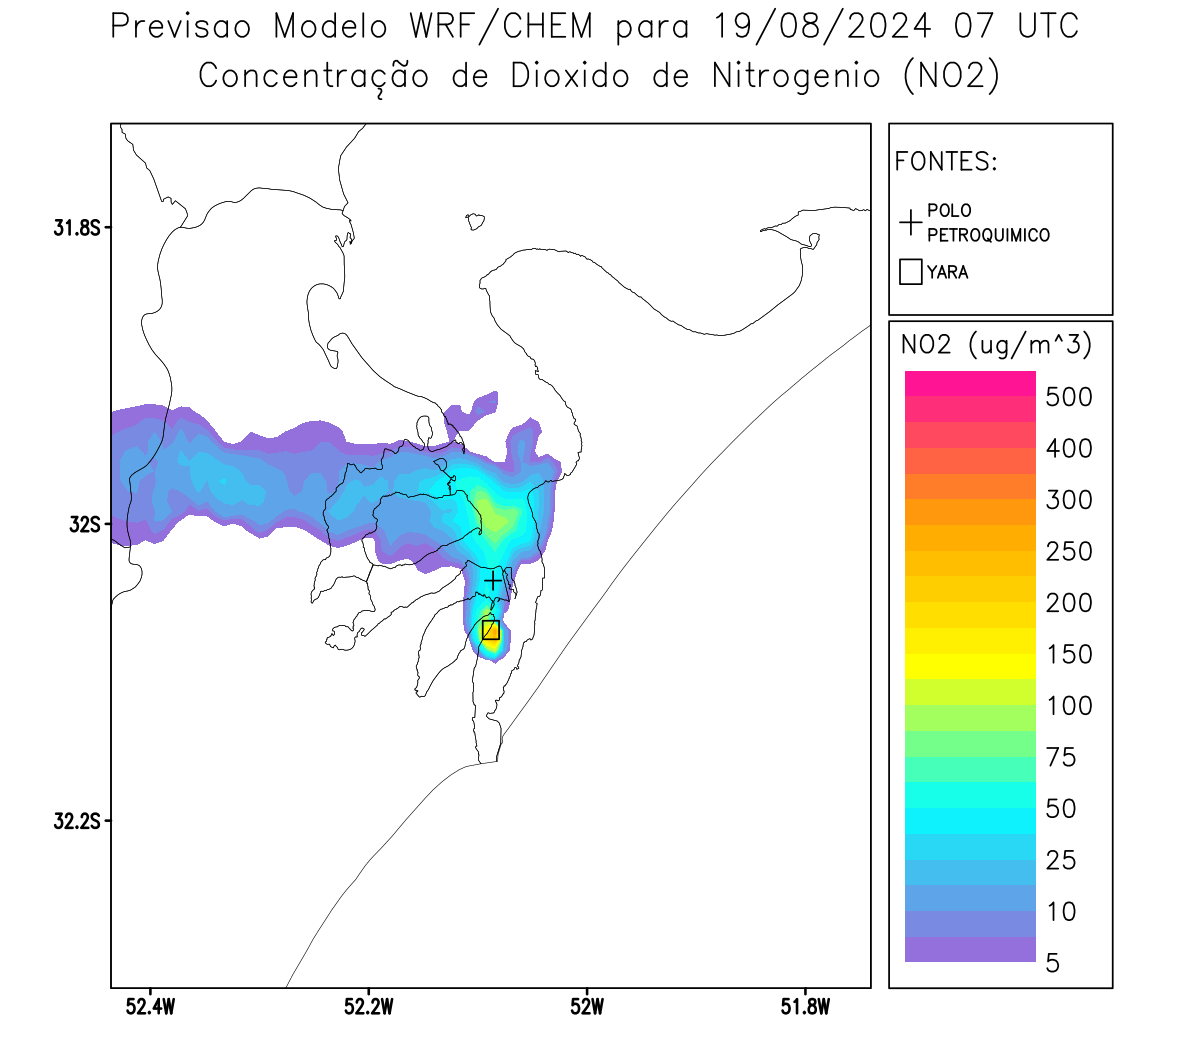 Previsao Modelo WRF/CHEM para 19/08/2024 07 UTC
Concentração de Dioxido de Nitrogenio (NO2)
FONTES:
POLO
PETROQUIMICO
YARA
NO2 (ug/m^3)
500
400
300
250
200
150
100
75
50
25
10
5
31.8S
32S
32.2S
52.4W
52.2W
52W
51.8W